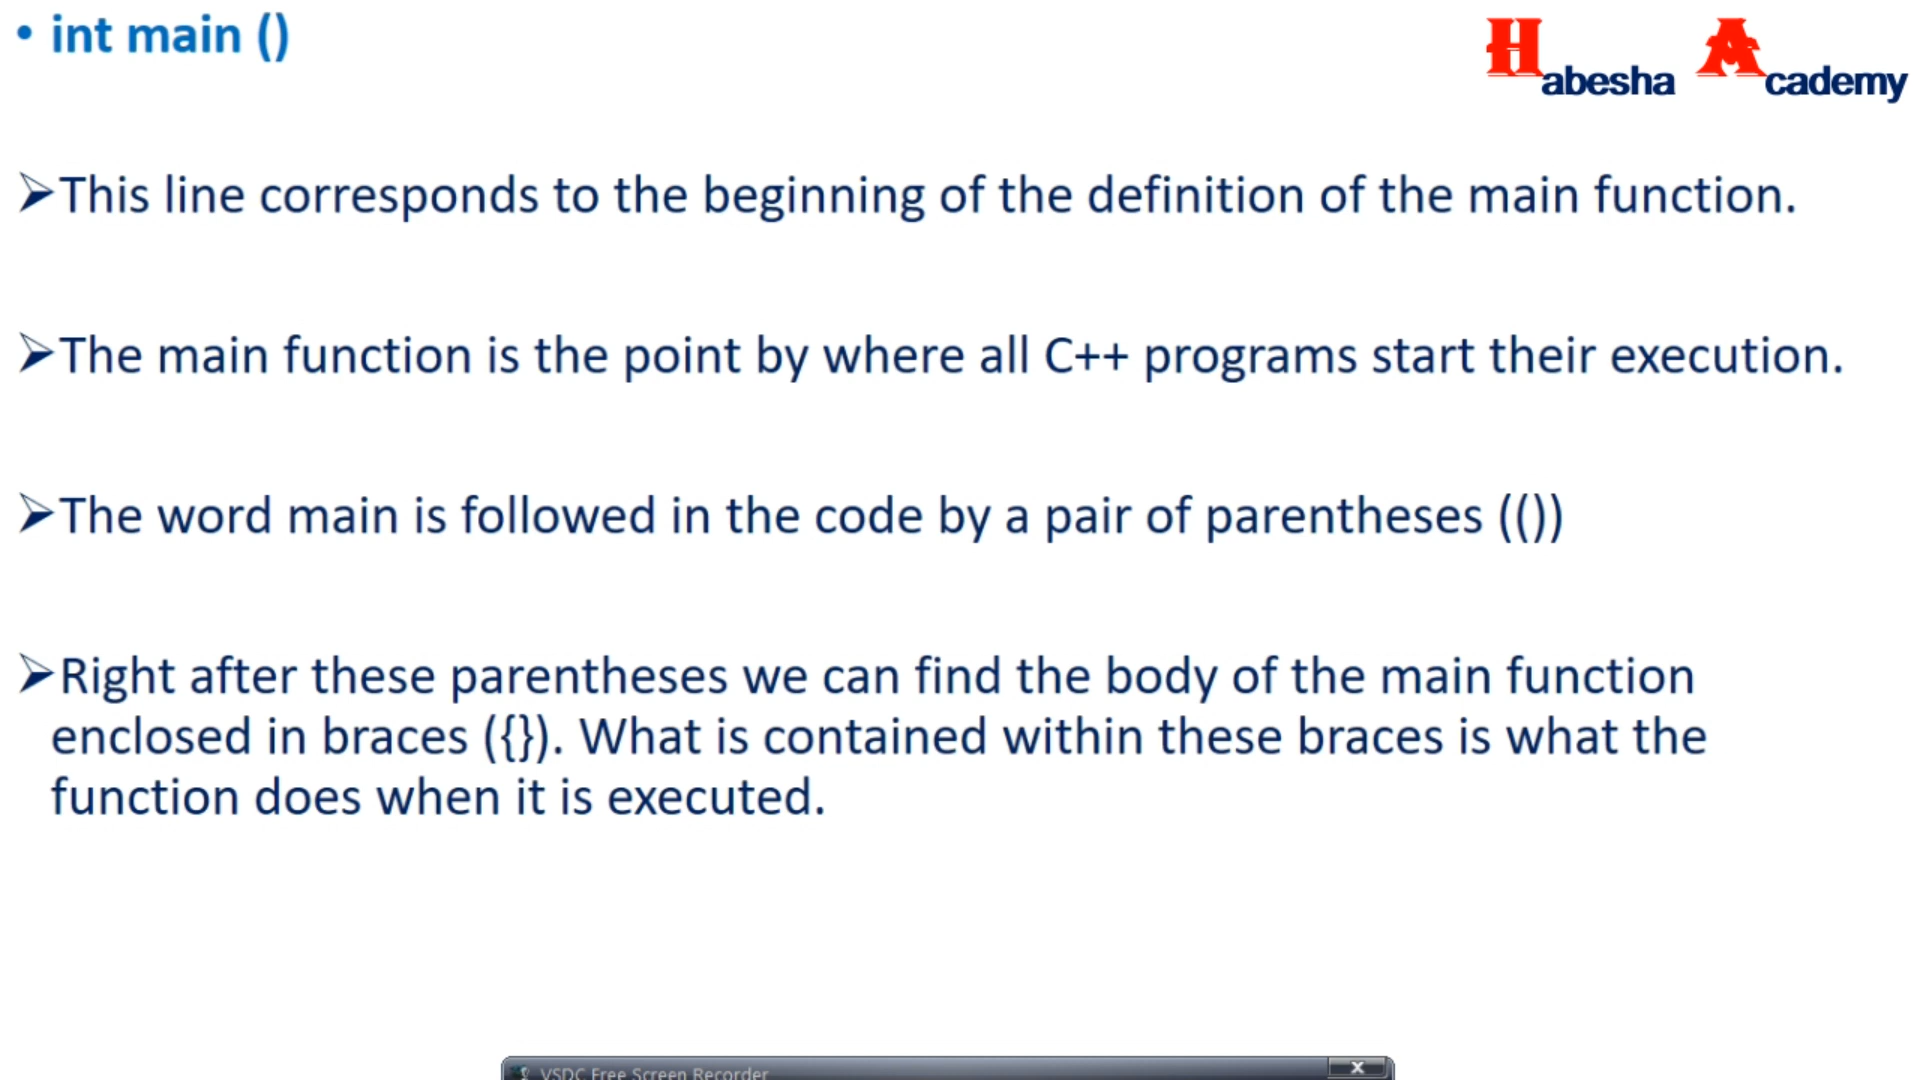 • int main ()
Habesha Academy
➢This line corresponds to the beginning of the definition of the main function.
➢The main function is the point by where all C++ programs start their execution.
➢The word main is followed in the code by a pair of parentheses (())
➢Right after these parentheses we can find the body of the main function
enclosed in braces ({}). What is contained within these braces is what the
function does when it is executed.
VSDC Free Screen Recorder